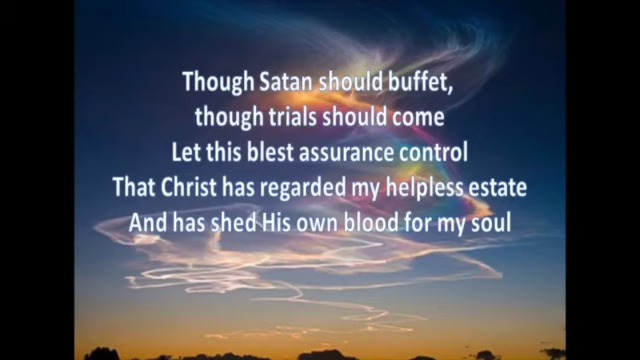 Though Satan should buffet,
though trials should come
Let this blest assurance control
That Christ has regarded my helpless estate
And has shed His own blood for my soul